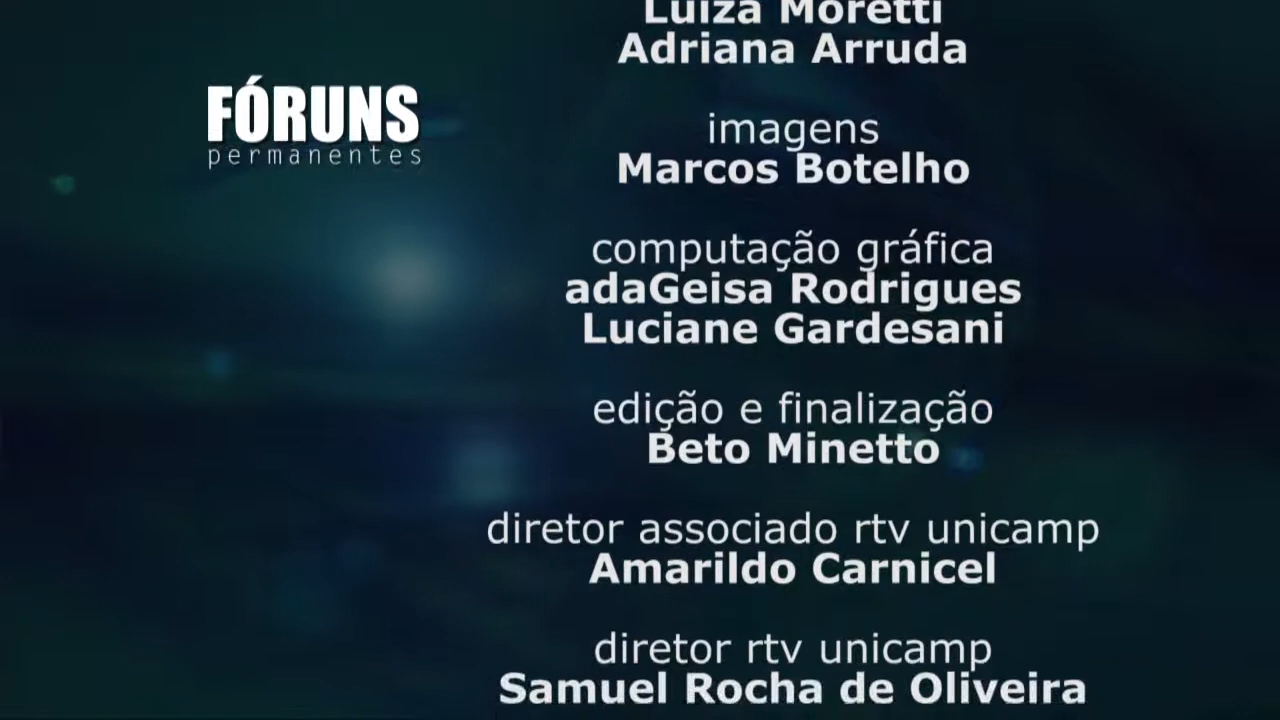 Luiza Moretti
Adriana Arruda
FÓRUNS
permanentes
imagens
Marcos Botelho
computação gráfica
adaGeisa Rodrigues
Luciane Gardesani
edição e finalização
Beto Minetto
diretor associado rtv unicamp
Amarildo Carnicel
diretor rtv unicamp
Samuel Rocha de Oliveira